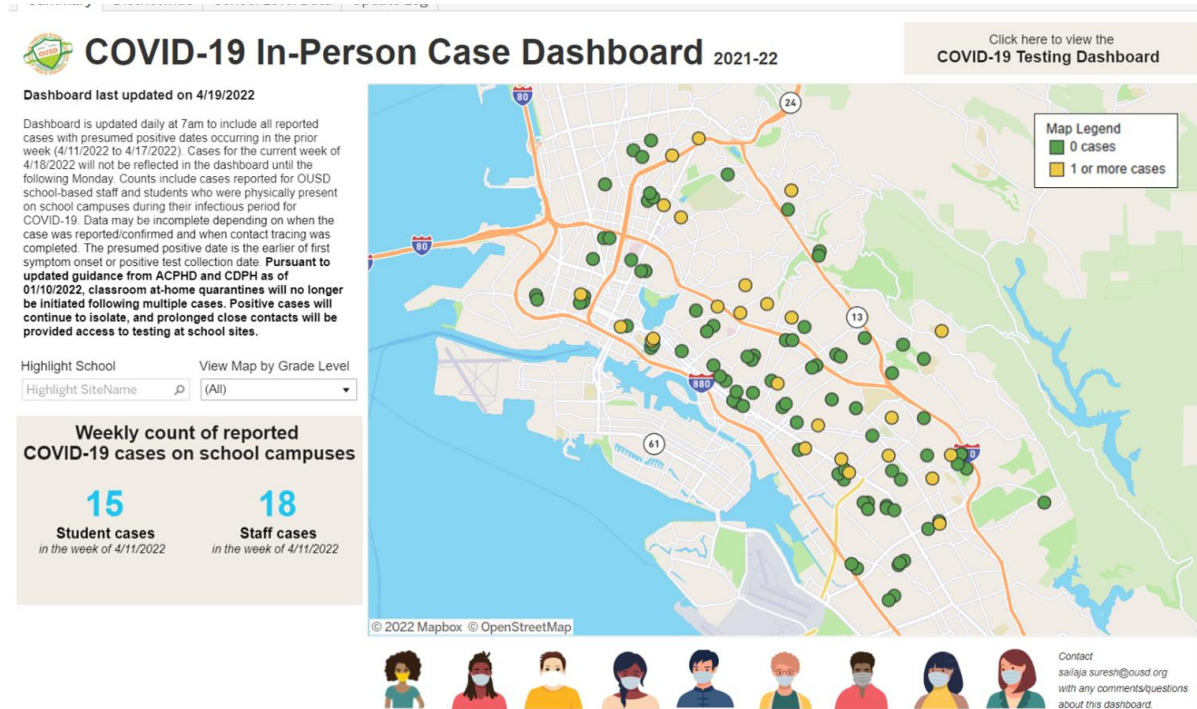 Summary Districtwide School Level Data Update Log
OUSD
COVID-19 In-Person Case Dashboard 2021-22
Click here to view the
COVID-19 Testing Dashboard
Dashboard last updated on 4/19/2022
Dashboard is updated daily at 7am to include all reported
cases with presumed positive dates occurring in the prior
week (4/11/2022 to 4/17/2022). Cases for the current week of
4/18/2022 will not be reflected in the dashboard until the
following Monday. Counts include cases reported for OUSD
school-based staff and students who were physically present
on school campuses during their infectious period for
COVID-19. Data may be incomplete depending on when the
case was reported/confirmed and when contact tracing was
completed. The presumed positive date is the earlier of first
symptom onset or positive test collection date. Pursuant to
updated guidance from ACPHD and CDPH as of
01/10/2022, classroom at-home quarantines will no longer
be initiated following multiple cases. Positive cases will
continue to isolate, and prolonged close contacts will be
provided access to testing at school sites.
Highlight School
View Map by Grade Level
Highlight SiteName
(All)
Weekly count of reported
COVID-19 cases on school campuses
15
18
Student cases
Staff cases
in the week of 4/11/2022
in the week of 4/11/2022
80
24
Map Legend
0 cases
1 or more cases
80
13
880
61
© 2022 Mapbox © OpenStreetMap
Contact
sailaja.suresh@ousd.org
with any comments/questions
about this dashboard.